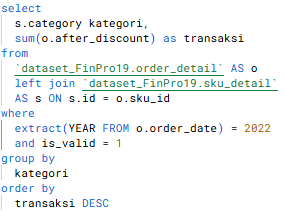 select
s.category kategori,
sum(o.after_discount) as transaksi
from
`dataset_FinPro19.order_detail` AS o
left join `dataset_FinPro19.sku_detail`
AS s ON s.id = o.sku_id
where
extract(YEAR FROM o.order_date) = 2022
and is_valid = 1
group by
kategori
order by
transaksi DESC